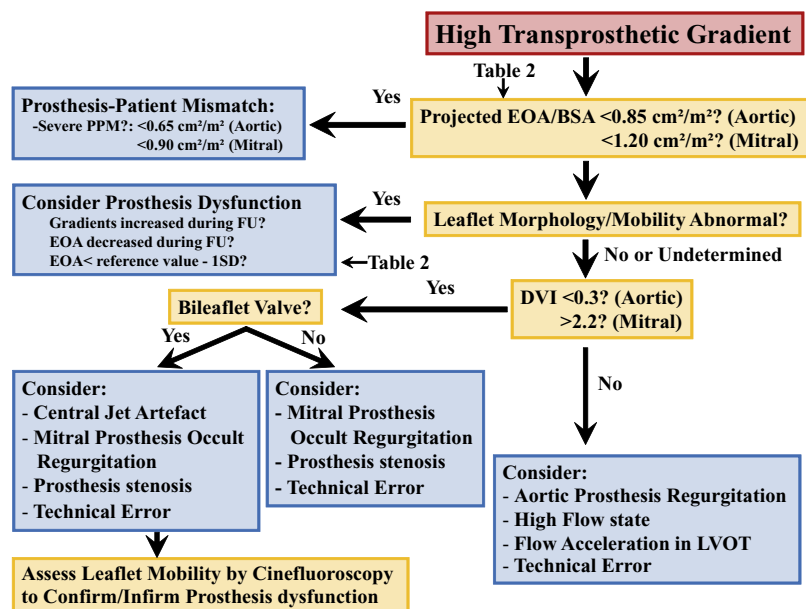 High Transprosthetic Gradient
Table 2
Yes
Prosthesis-Patient Mismatch:
-Severe PPM?: <0.65 cm²/m² (Aortic)
<0.90 cm²/m² (Mitral)
Projected EOA/BSA <0.85 cm²/m²? (Aortic)
<1.20 cm²/m²? (Mitral)
Consider Prosthesis Dysfunction
Gradients increased during FU?
EOA decreased during FU?
EOA< reference value - 1SD?
Yes
Leaflet Morphology/Mobility Abnormal?
Table 2
No or Undetermined
Bileaflet Valve?
Yes
DVI <0.3? (Aortic)
>2.2? (Mitral)
Yes
No
No
Consider:
- Central Jet Artefact
- Mitral Prosthesis Occult
Regurgitation
- Prosthesis stenosis
- Technical Error
Consider:
- Mitral Prosthesis
Occult Regurgitation
- Prosthesis stenosis
- Technical Error
Consider:
- Aortic Prosthesis Regurgitation
- High Flow state
- Flow Acceleration in LVOT
- Technical Error
Assess Leaflet Mobility by Cinefluoroscopy
to Confirm/Infirm Prosthesis dysfunction